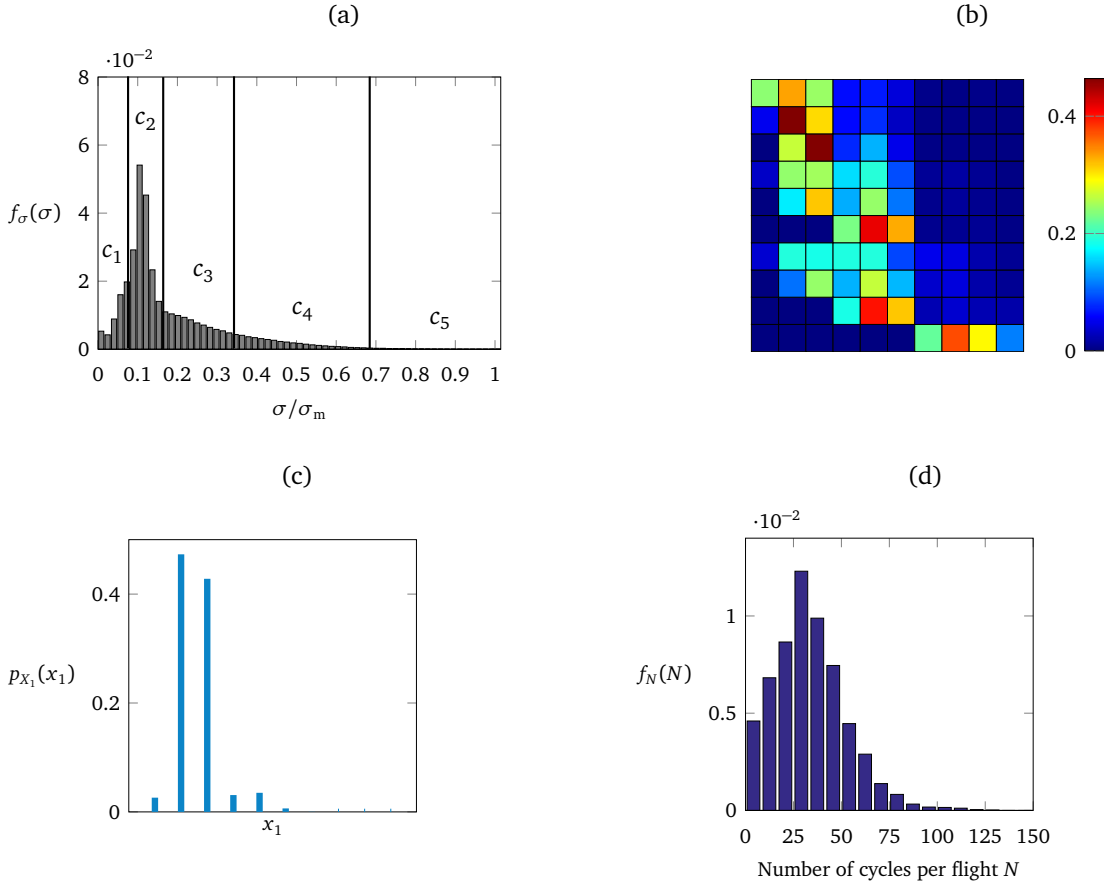 (a)
·10⁻²
8
6
4
2
0
f_σ(σ)
c₁
c₂
c₃
c₄
c₅
0 0.1 0.2 0.3 0.4 0.5 0.6 0.7 0.8 0.9 1
σ/σ_m
(b)
0.4
0.2
0
(c)
0.4
0.2
0
p_{X₁}(x₁)
x₁
(d)
·10⁻²
1
0.5
0
f_N(N)
0 25 50 75 100 125 150
Number of cycles per flight N